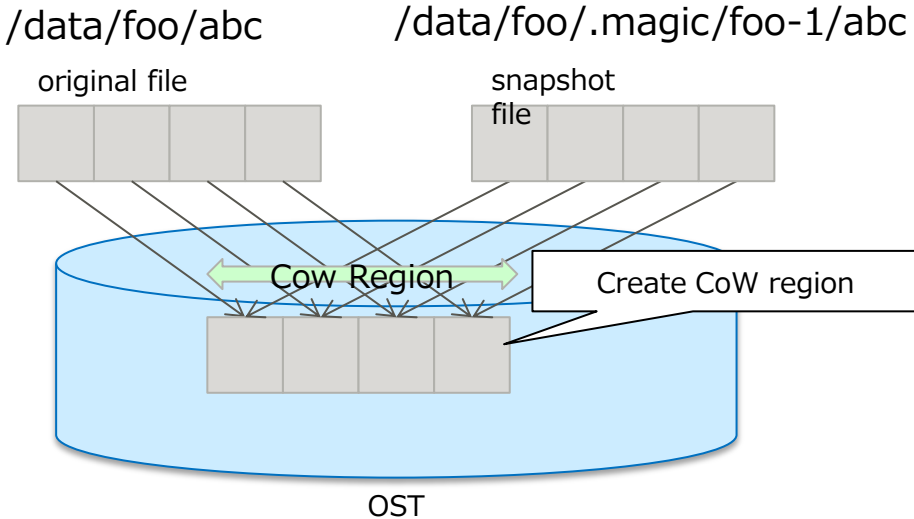 /data/foo/abc
/data/foo/.magic/foo-1/abc
original file
snapshot
file
Cow Region
Create CoW region
OST